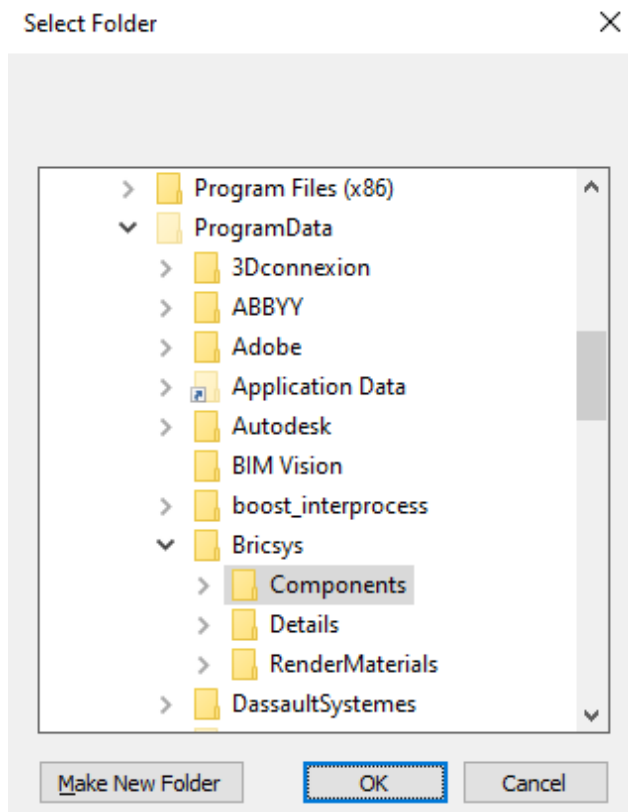 Select Folder
Program Files (x86)
ProgramData
3Dconnexion
ABBYY
Adobe
Application Data
Autodesk
BIM Vision
boost_interprocess
Bricsys
Components
Details
RenderMaterials
DassaultSystemes
Make New Folder OK Cancel